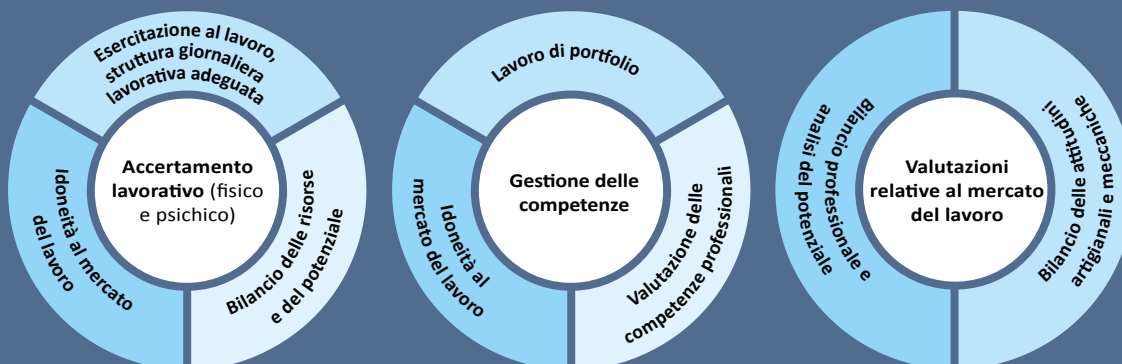 Esercitazione al lavoro,
struttura giornaliera
lavorativa adeguata
Accertamento
lavorativo (fisico
e psichico)
Idoneità al mercato
del lavoro
Bilancio delle risorse
e del potenziale
Lavoro di portfolio
Gestione delle
competenze
Idoneità al
mercato del lavoro
Valutazione delle
competenze professionali
Bilancio professionale e
analisi del potenziale
Valutazioni
relative al mercato
del lavoro
Bilancio delle attitudini
artigianali e meccaniche